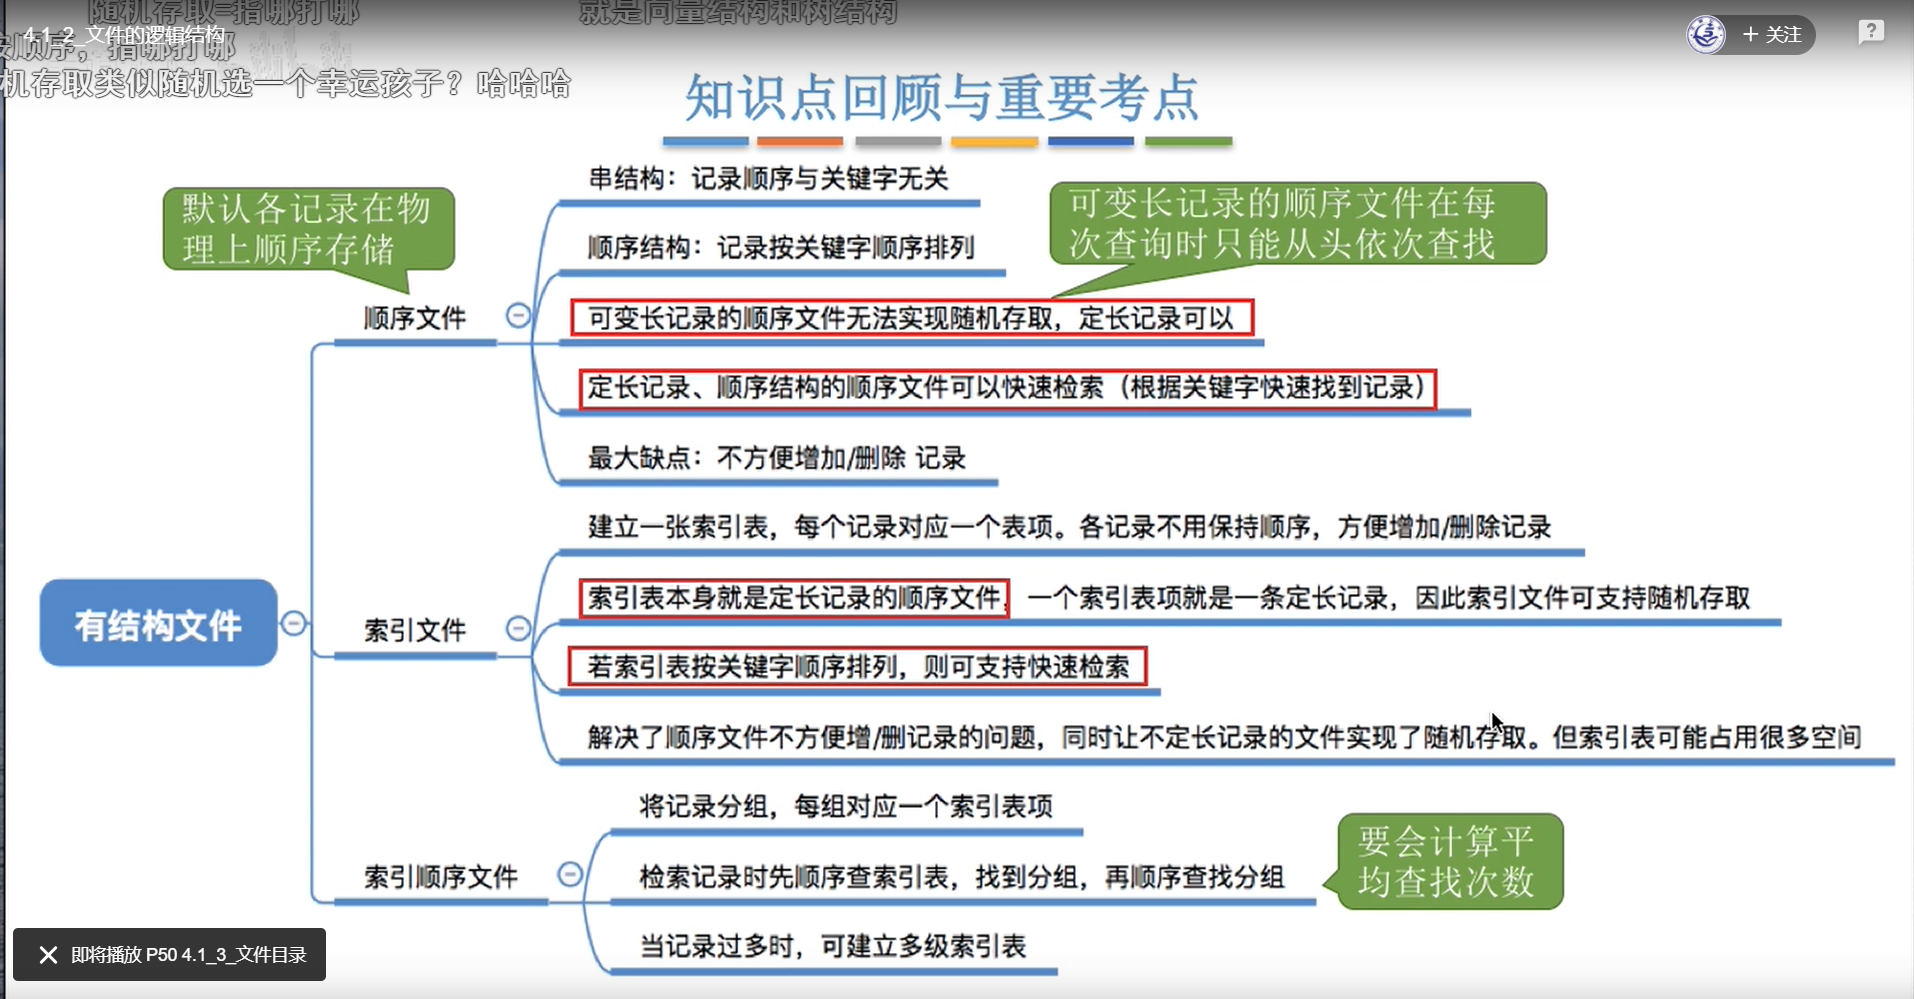 随机存取=指哪打哪
就是向量结构和树结构
4.1_2_文件的逻辑结构
按顺序，指哪打哪
机存取类似随机选一个幸运孩子？哈哈哈
+ 关注
?
知识点回顾与重要考点
默认各记录在物
理上顺序存储
可变长记录的顺序文件在每
次查询时只能从头依次查找
有结构文件
顺序文件
串结构：记录顺序与关键字无关
顺序结构：记录按关键字顺序排列
可变长记录的顺序文件无法实现随机存取，定长记录可以
定长记录、顺序结构的顺序文件可以快速检索（根据关键字快速找到记录）
最大缺点：不方便增加/删除 记录
索引文件
建立一张索引表，每个记录对应一个表项。各记录不用保持顺序，方便增加/删除记录
索引表本身就是定长记录的顺序文件，一个索引表项就是一条定长记录，因此索引文件可支持随机存取
若索引表按关键字顺序排列，则可支持快速检索
解决了顺序文件不方便增/删记录的问题，同时让不定长记录的文件实现了随机存取。但索引表可能占用很多空间
索引顺序文件
将记录分组，每组对应一个索引表项
检索记录时先顺序查索引表，找到分组，再顺序查找分组
当记录过多时，可建立多级索引表
要会计算平
均查找次数
即将播放 P50 4.1_3_文件目录